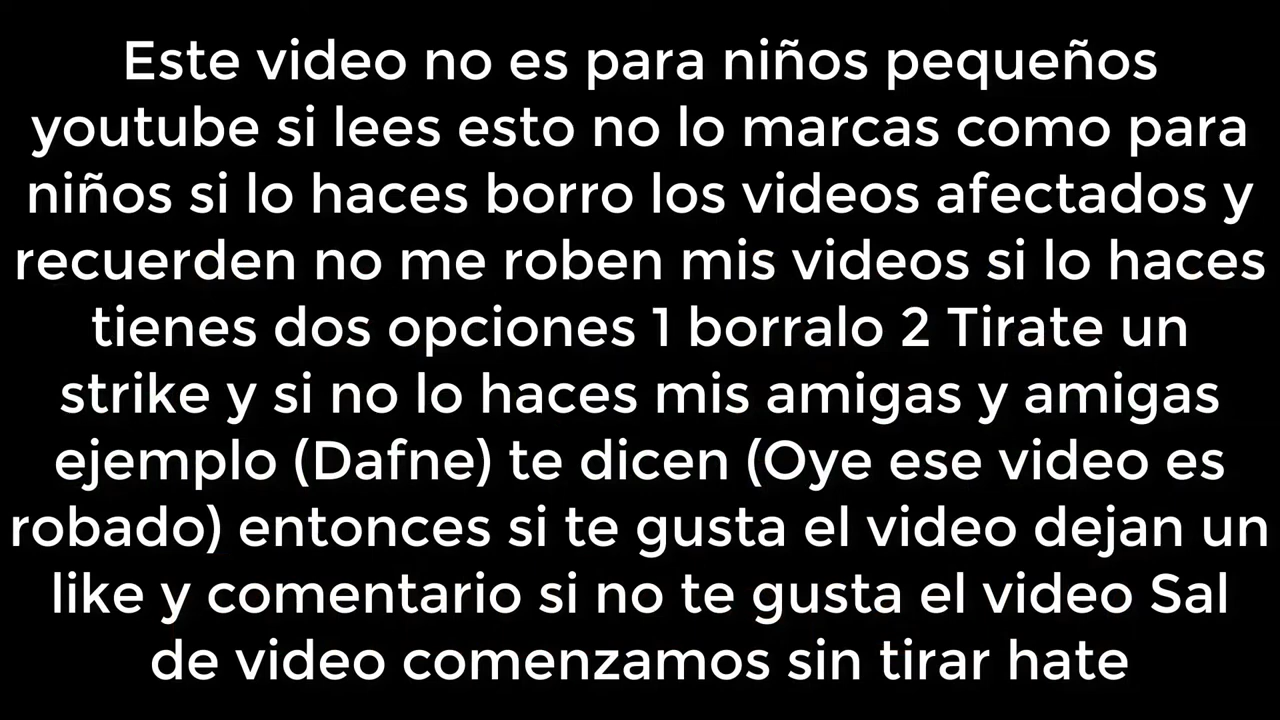 Este video no es para niños pequeños
youtube si lees esto no lo marcas como para
niños si lo haces borro los videos afectados y
recuerden no me roben mis videos si lo haces
tienes dos opciones 1 borralo 2 Tirate un
strike y si no lo haces mis amigas y amigas
ejemplo (Dafne) te dicen (Oye ese video es
robado) entonces si te gusta el video dejan un
like y comentario si no te gusta el video Sal
de video comenzamos sin tirar hate